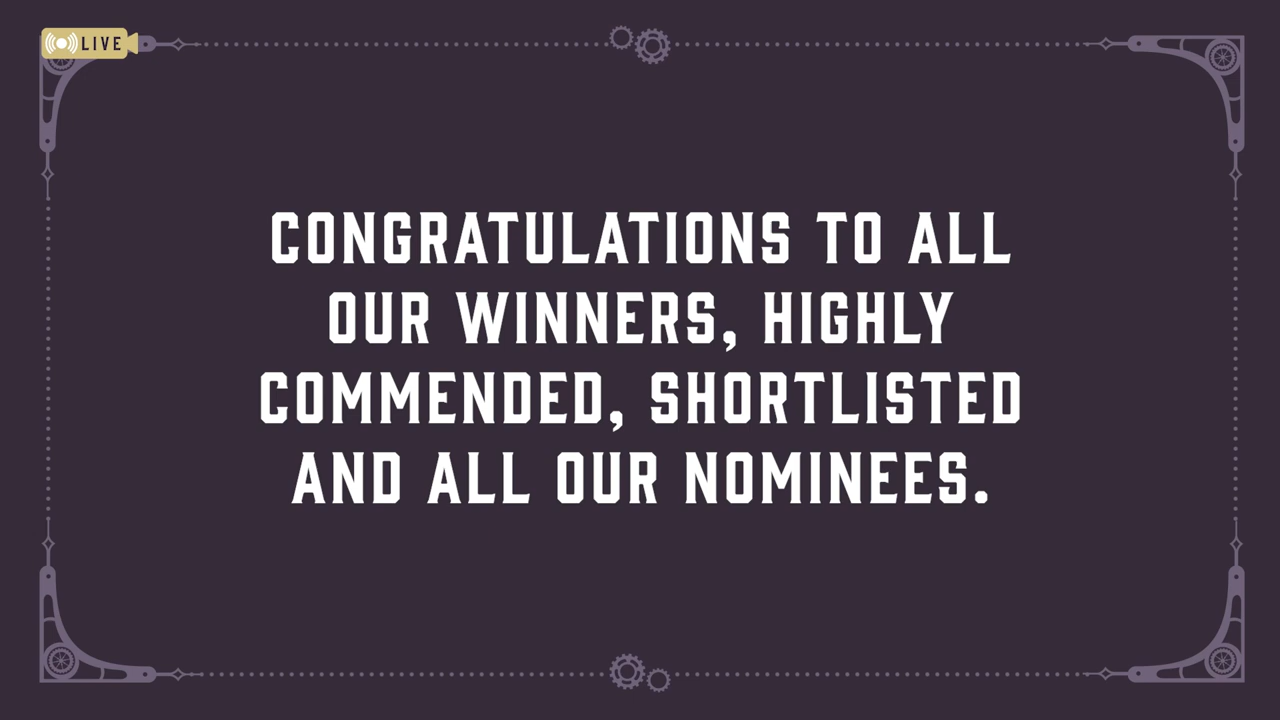 LIVE
CONGRATULATIONS TO ALL
OUR WINNERS, HIGHLY
COMMENDED, SHORTLISTED
AND ALL OUR NOMINEES.